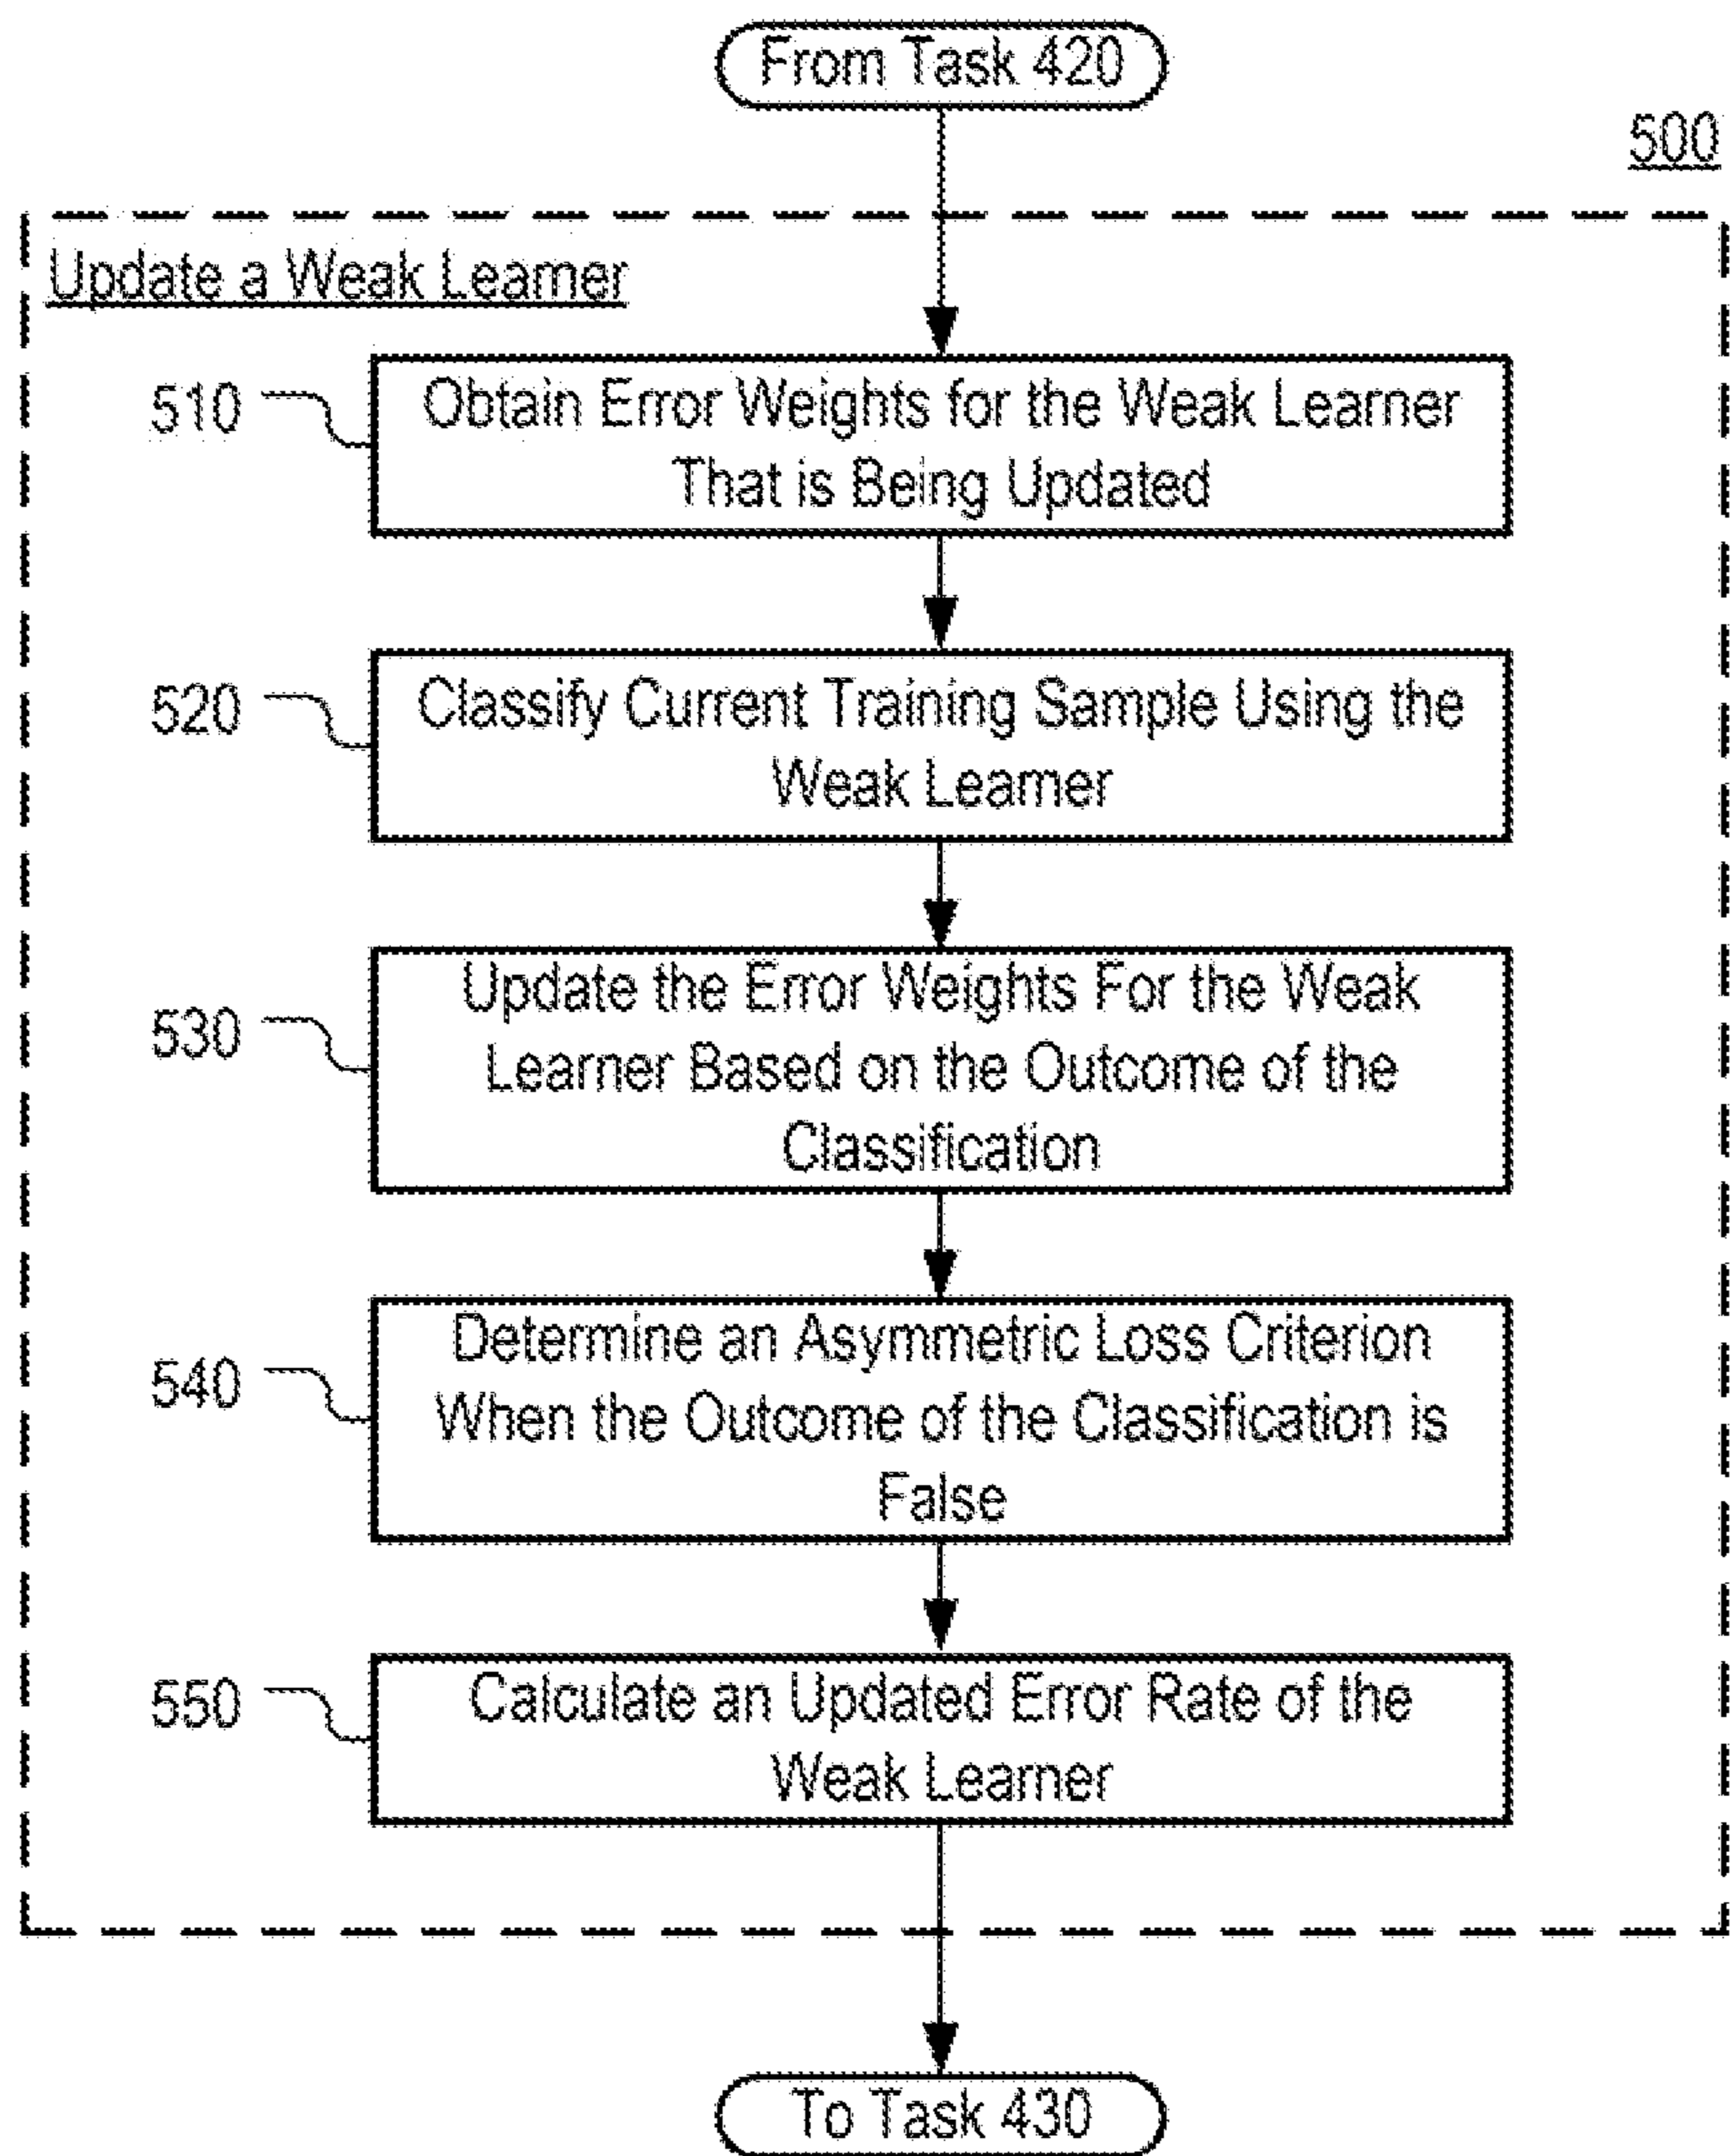 From Task 420
500
Update a Weak Learner
510
Obtain Error Weights for the Weak Learner
That is Being Updated
520
Classify Current Training Sample Using the
Weak Learner
530
Update the Error Weights For the Weak
Learner Based on the Outcome of the
Classification
540
Determine an Asymmetric Loss Criterion
When the Outcome of the Classification is
False
550
Calculate an Updated Error Rate of the
Weak Learner
To Task 430